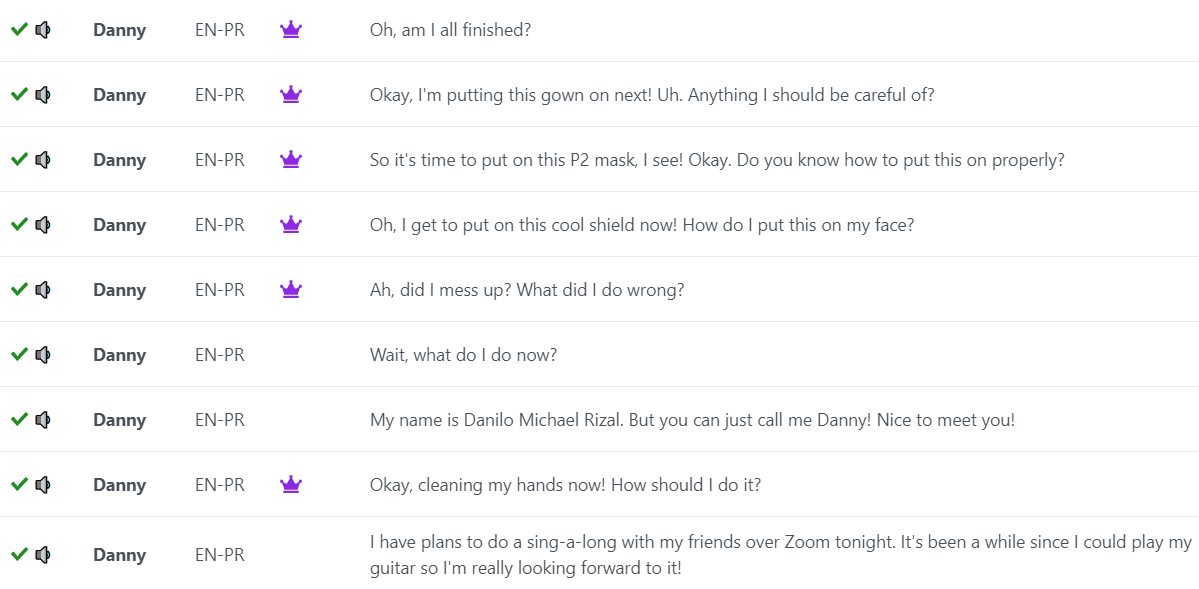 Danny EN-PR Oh, am I all finished?
Danny EN-PR Okay, I'm putting this gown on next! Uh. Anything I should be careful of?
Danny EN-PR So it's time to put on this P2 mask, I see! Okay. Do you know how to put this on properly?
Danny EN-PR Oh, I get to put on this cool shield now! How do I put this on my face?
Danny EN-PR Ah, did I mess up? What did I do wrong?
Danny EN-PR Wait, what do I do now?
Danny EN-PR My name is Danilo Michael Rizal. But you can just call me Danny! Nice to meet you!
Danny EN-PR Okay, cleaning my hands now! How should I do it?
Danny EN-PR I have plans to do a sing-a-long with my friends over Zoom tonight. It's been a while since I could play my
guitar so I'm really looking forward to it!